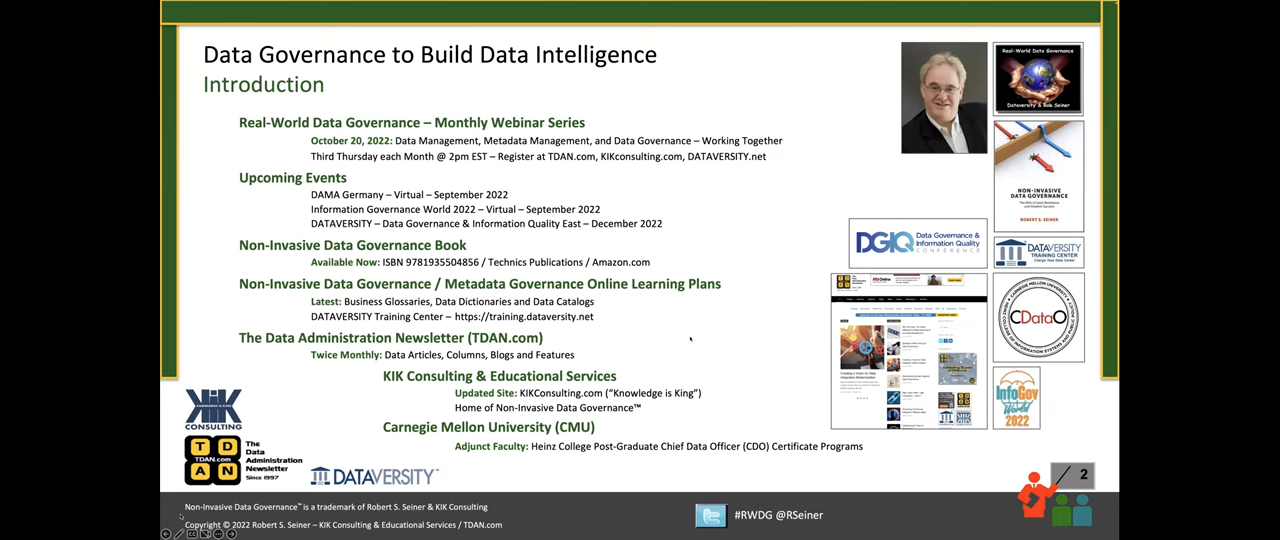 Data Governance to Build Data Intelligence
Introduction
Real-World Data Governance – Monthly Webinar Series
October 20, 2022: Data Management, Metadata Management, and Data Governance – Working Together
Third Thursday each Month @ 2pm EST – Register at TDAN.com, KIKconsulting.com, DATAVERSITY.net
Upcoming Events
DAMA Germany – Virtual – September 2022
Information Governance World 2022 – Virtual – September 2022
DATAVERSITY – Data Governance & Information Quality East – December 2022
Non-Invasive Data Governance Book
Available Now: ISBN 9781935504856 / Technics Publications / Amazon.com
Non-Invasive Data Governance / Metadata Governance Online Learning Plans
Latest: Business Glossaries, Data Dictionaries and Data Catalogs
DATAVERSITY Training Center – https://training.dataversity.net
The Data Administration Newsletter (TDAN.com)
Twice Monthly: Data Articles, Columns, Blogs and Features
KIK Consulting & Educational Services
Updated Site: KIKConsulting.com (“Knowledge is King”)
Home of Non-Invasive Data Governance™
Carnegie Mellon University (CMU)
Adjunct Faculty: Heinz College Post-Graduate Chief Data Officer (CDO) Certificate Programs
Real-World Data Governance
Dataversity & Bob Seiner
NON-INVASIVE
DATA GOVERNANCE
ROBERT S. SEINER
DGIQ
Data Governance &
Information Quality
CONFERENCE
DATAVERSITY
TRAINING CENTER
CDataO
InfoGov
World
2022
KIK
CONSULTING
T D
TDAN.com
A N
The
Data
Administration
Newsletter
Since 1997
DATAVERSITY™
2
Non-Invasive Data Governance™ is a trademark of Robert S. Seiner & KIK Consulting
Copyright © 2022 Robert S. Seiner – KIK Consulting & Educational Services / TDAN.com
#RWDG @RSeiner